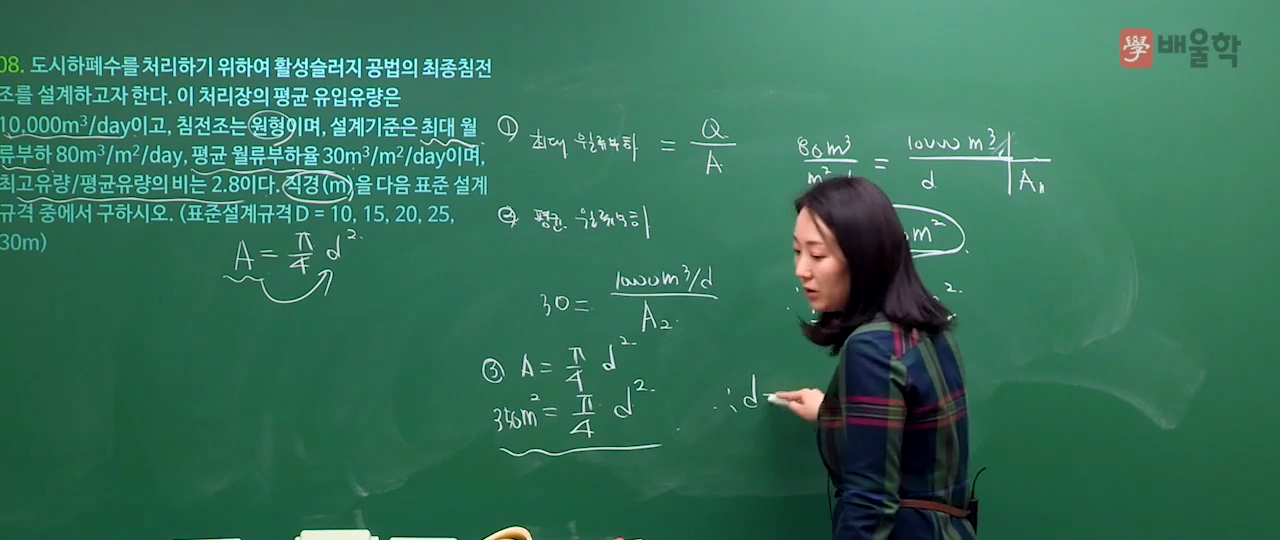 08. 도시하폐수를 처리하기 위하여 활성슬러지 공법의 최종침전
조를 설계하고자 한다. 이 처리장의 평균 유입유량은
10,000m³/day이고, 침전조는 원형이며, 설계기준은 최대 월
류부하 80m³/m²/day, 평균 월류부하율 30m³/m²/day이며,
최고유량/평균유량의 비는 2.8이다. 직경(m)을 다음 표준 설계
규격 중에서 구하시오. (표준설계규격 D = 10, 15, 20, 25,
30m)
A = π/4 d²
① 최대 월류부하 = Q/A
② 평균 월류부하
30 = 10000m³/d / A₂
③ A = π/4 d²
350m² = π/4 d²
80m³ / m² = 10000 m³ / d A₁
m²
∴ d =
學 배울학